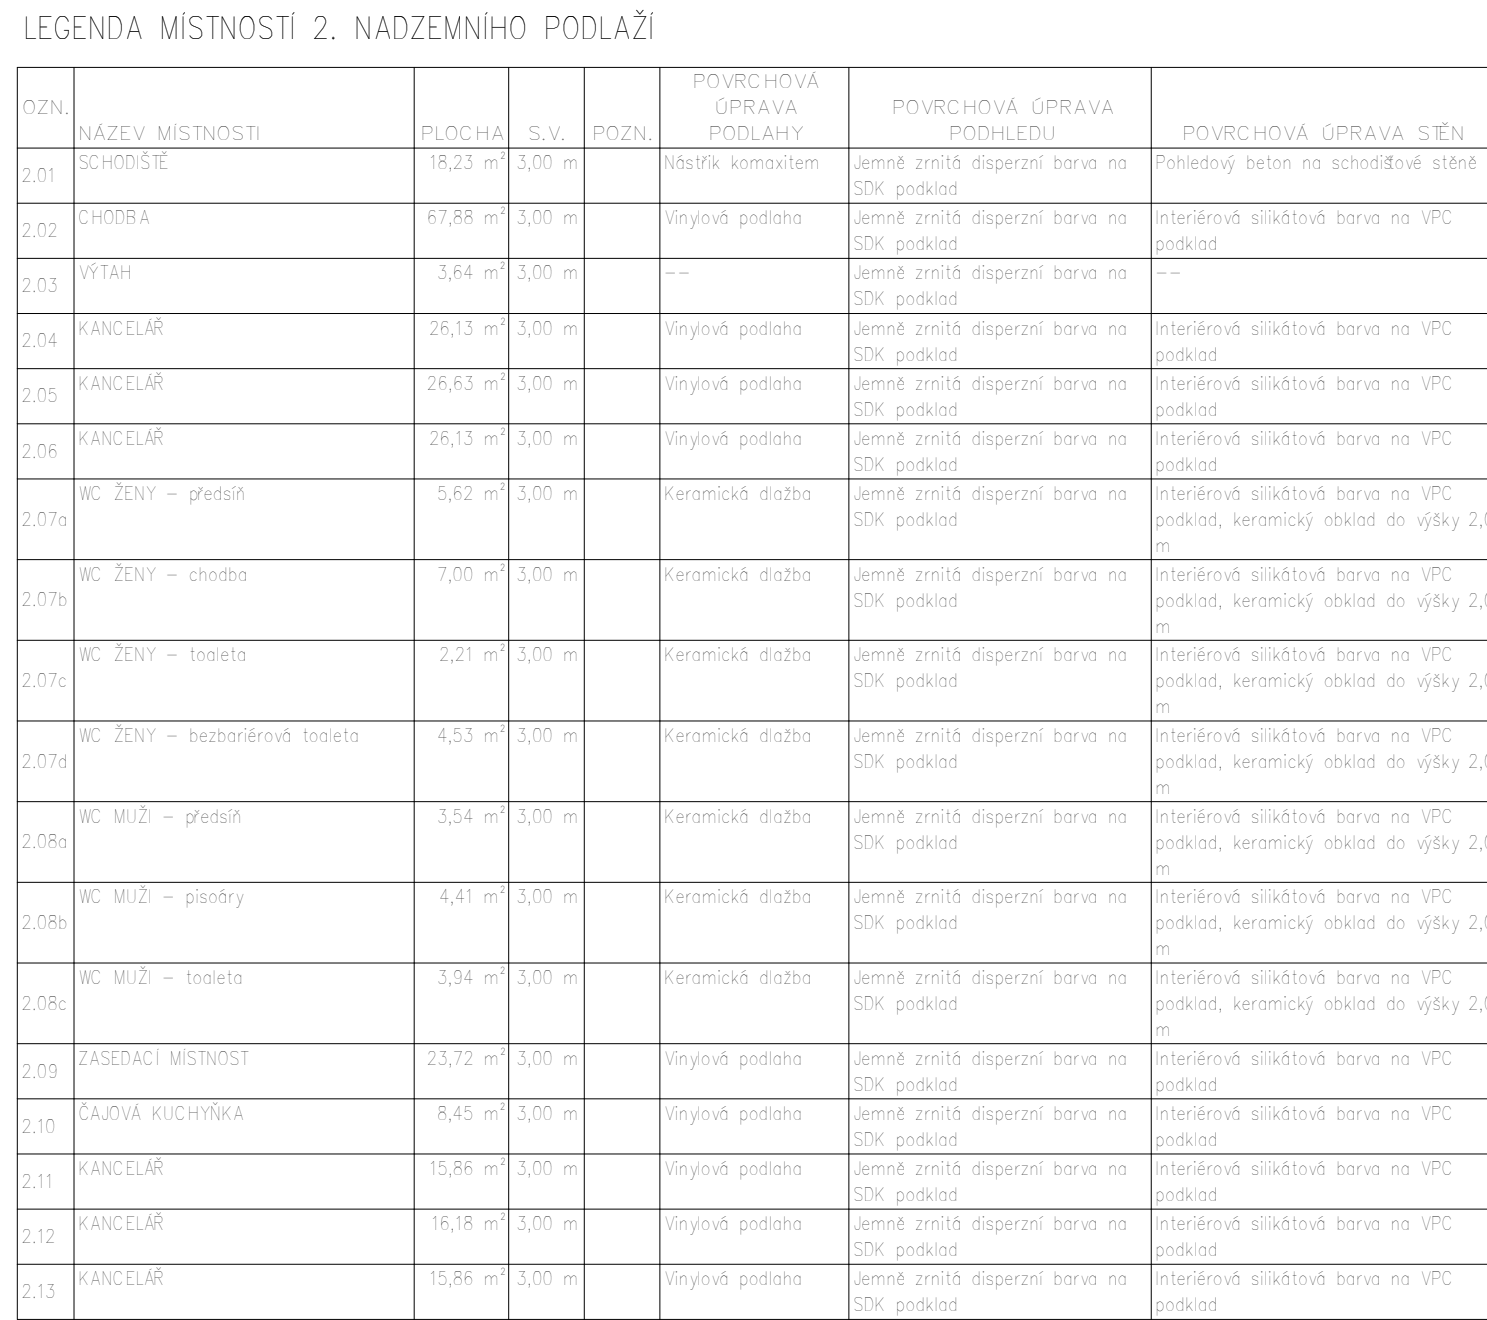 LEGENDA MÍSTNOSTÍ 2. NADZEMNÍHO PODLAŽÍ
OZN. NÁZEV MÍSTNOSTI PLOCHA S.V. POZN. POVRCHOVÁ ÚPRAVA PODLAHY POVRCHOVÁ ÚPRAVA PODHLEDU POVRCHOVÁ ÚPRAVA STĚN
2.01 SCHODIŠTĚ 18,23 m² 3,00 m Nástřik komaxitem Jemně zrnitá disperzní barva na SDK podklad Pohledový beton na schodišťové stěně
2.02 CHODBA 67,88 m² 3,00 m Vinylová podlaha Jemně zrnitá disperzní barva na SDK podklad Interiérová silikátová barva na VPC podklad
2.03 VÝTAH 3,64 m² 3,00 m -- Jemně zrnitá disperzní barva na SDK podklad --
2.04 KANCELÁŘ 26,13 m² 3,00 m Vinylová podlaha Jemně zrnitá disperzní barva na SDK podklad Interiérová silikátová barva na VPC podklad
2.05 KANCELÁŘ 26,63 m² 3,00 m Vinylová podlaha Jemně zrnitá disperzní barva na SDK podklad Interiérová silikátová barva na VPC podklad
2.06 KANCELÁŘ 26,13 m² 3,00 m Vinylová podlaha Jemně zrnitá disperzní barva na SDK podklad Interiérová silikátová barva na VPC podklad
2.07a WC ŽENY – předsíň 5,62 m² 3,00 m Keramická dlažba Jemně zrnitá disperzní barva na SDK podklad Interiérová silikátová barva na VPC podklad, keramický obklad do výšky 2,0 m
2.07b WC ŽENY – chodba 7,00 m² 3,00 m Keramická dlažba Jemně zrnitá disperzní barva na SDK podklad Interiérová silikátová barva na VPC podklad, keramický obklad do výšky 2,0 m
2.07c WC ŽENY – toaleta 2,21 m² 3,00 m Keramická dlažba Jemně zrnitá disperzní barva na SDK podklad Interiérová silikátová barva na VPC podklad, keramický obklad do výšky 2,0 m
2.07d WC ŽENY – bezbariérová toaleta 4,53 m² 3,00 m Keramická dlažba Jemně zrnitá disperzní barva na SDK podklad Interiérová silikátová barva na VPC podklad, keramický obklad do výšky 2,0 m
2.08a WC MUŽI – předsíň 3,54 m² 3,00 m Keramická dlažba Jemně zrnitá disperzní barva na SDK podklad Interiérová silikátová barva na VPC podklad, keramický obklad do výšky 2,0 m
2.08b WC MUŽI – pisoáry 4,41 m² 3,00 m Keramická dlažba Jemně zrnitá disperzní barva na SDK podklad Interiérová silikátová barva na VPC podklad, keramický obklad do výšky 2,0 m
2.08c WC MUŽI – toaleta 3,94 m² 3,00 m Keramická dlažba Jemně zrnitá disperzní barva na SDK podklad Interiérová silikátová barva na VPC podklad, keramický obklad do výšky 2,0 m
2.09 ZASEDACÍ MÍSTNOST 23,72 m² 3,00 m Vinylová podlaha Jemně zrnitá disperzní barva na SDK podklad Interiérová silikátová barva na VPC podklad
2.10 ČAJOVÁ KUCHYŇKA 8,45 m² 3,00 m Vinylová podlaha Jemně zrnitá disperzní barva na SDK podklad Interiérová silikátová barva na VPC podklad
2.11 KANCELÁŘ 15,86 m² 3,00 m Vinylová podlaha Jemně zrnitá disperzní barva na SDK podklad Interiérová silikátová barva na VPC podklad
2.12 KANCELÁŘ 16,18 m² 3,00 m Vinylová podlaha Jemně zrnitá disperzní barva na SDK podklad Interiérová silikátová barva na VPC podklad
2.13 KANCELÁŘ 15,86 m² 3,00 m Vinylová podlaha Jemně zrnitá disperzní barva na SDK podklad Interiérová silikátová barva na VPC podklad